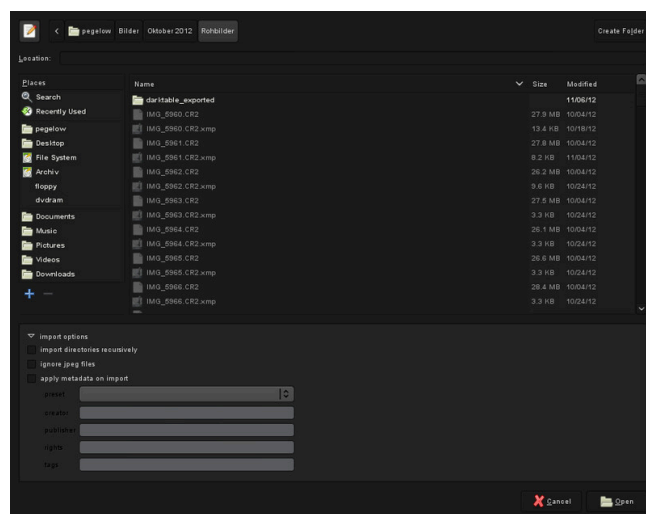 pegelow Bilder Oktober 2012 Rohbilder Create Folder
Location:
Places Name Size Modified
Search darktable_exported 11/06/12
Recently Used IMG_5960.CR2 27.9 MB 10/04/12
pegelow IMG_5960.CR2.xmp 13.4 KB 10/18/12
Desktop IMG_5961.CR2 27.8 MB 10/04/12
File System IMG_5961.CR2.xmp 8.2 KB 11/04/12
Archiv IMG_5962.CR2 26.2 MB 10/04/12
floppy IMG_5962.CR2.xmp 9.6 KB 10/24/12
dvdram IMG_5963.CR2 27.5 MB 10/04/12
Documents IMG_5963.CR2.xmp 3.3 KB 10/24/12
Music IMG_5964.CR2 26.1 MB 10/04/12
Pictures IMG_5964.CR2.xmp 3.3 KB 10/24/12
Videos IMG_5965.CR2 26.6 MB 10/04/12
Downloads IMG_5965.CR2.xmp 3.3 KB 10/24/12
IMG_5966.CR2 28.4 MB 10/04/12
IMG_5966.CR2.xmp 3.3 KB 10/24/12
import options
import directories recursively
ignore jpeg files
apply metadata on import
preset
creator
publisher
rights
tags
Cancel Open